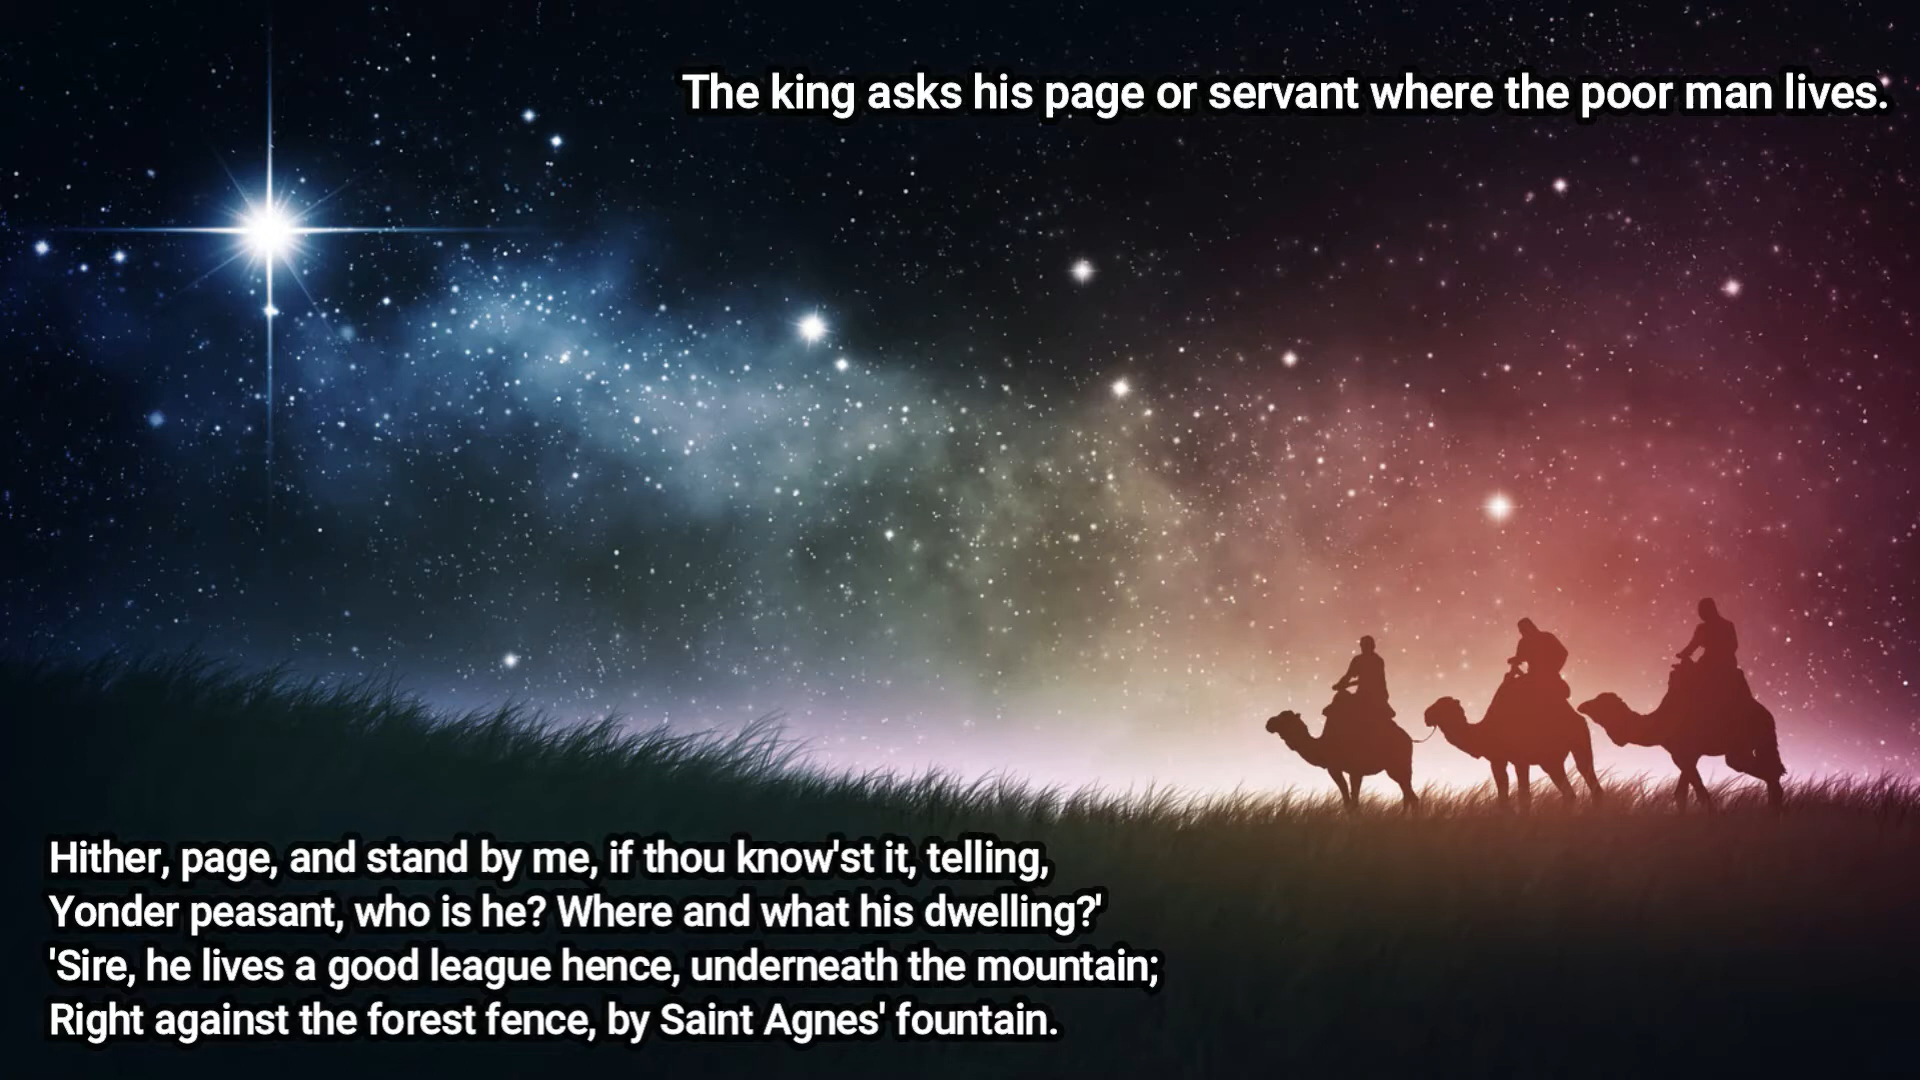 The king asks his page or servant where the poor man lives.
Hither, page, and stand by me, if thou know'st it, telling,
Yonder peasant, who is he? Where and what his dwelling?'
'Sire, he lives a good league hence, underneath the mountain;
Right against the forest fence, by Saint Agnes' fountain.